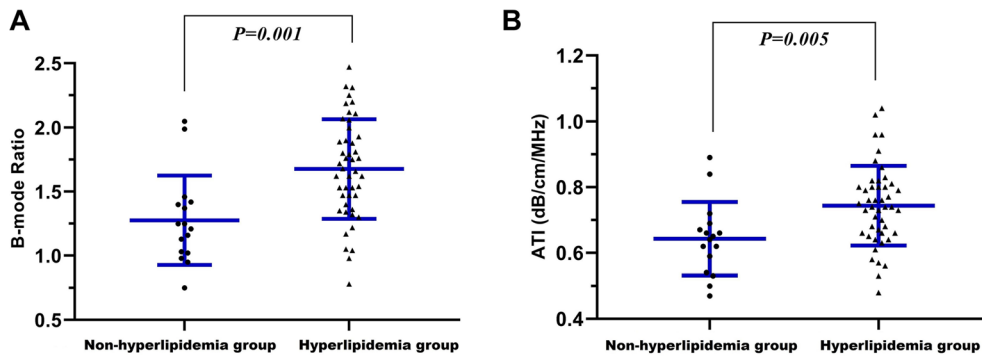 A
P=0.001
B-mode Ratio
2.5
2.0
1.5
1.0
0.5
Non-hyperlipidemia group Hyperlipidemia group
B
P=0.005
ATI (dB/cm/MHz)
1.2
1.0
0.8
0.6
0.4
Non-hyperlipidemia group Hyperlipidemia group